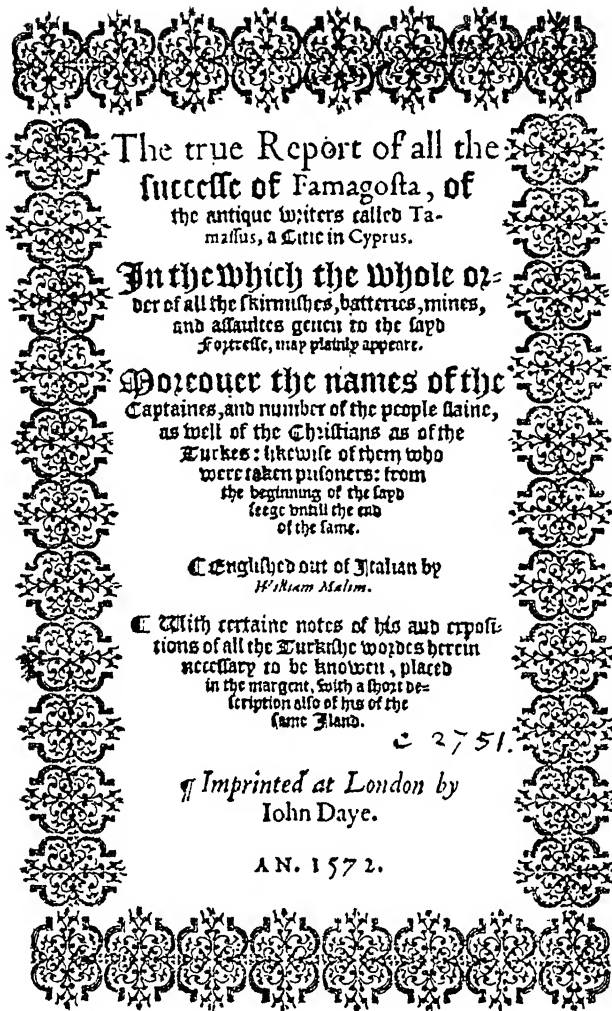 The true Report of all the
ſucceſſe of Famagoſta, of
the antique writers called Ta-
maſſus, a Citie in Cyprus.
In the which the whole or=
der of all the ſkirmiſhes, batteries, mines,
and aſſaultes geuen to the ſayd
Fortreſſe, may plainly appeare.
Moreouer the names of the
Captaines, and number of the people ſlaine,
as well of the Chriſtians as of the
Turkes: likewiſe of them who
were taken priſoners: from
the beginning of the ſayd
ſeege vntill the end
of the ſame.
⸿ Engliſhed out of Italian by
William Malim.
⸿ With certaine notes of his and expoſi=
tions of all the Turkiſhe wordes herein
neceſſary to be knowen, placed
in the margent, with a ſhort de=
ſcription alſo of his of the
ſame Iland.
c 2751.
¶ Imprinted at London by
Iohn Daye.
AN. 1572.